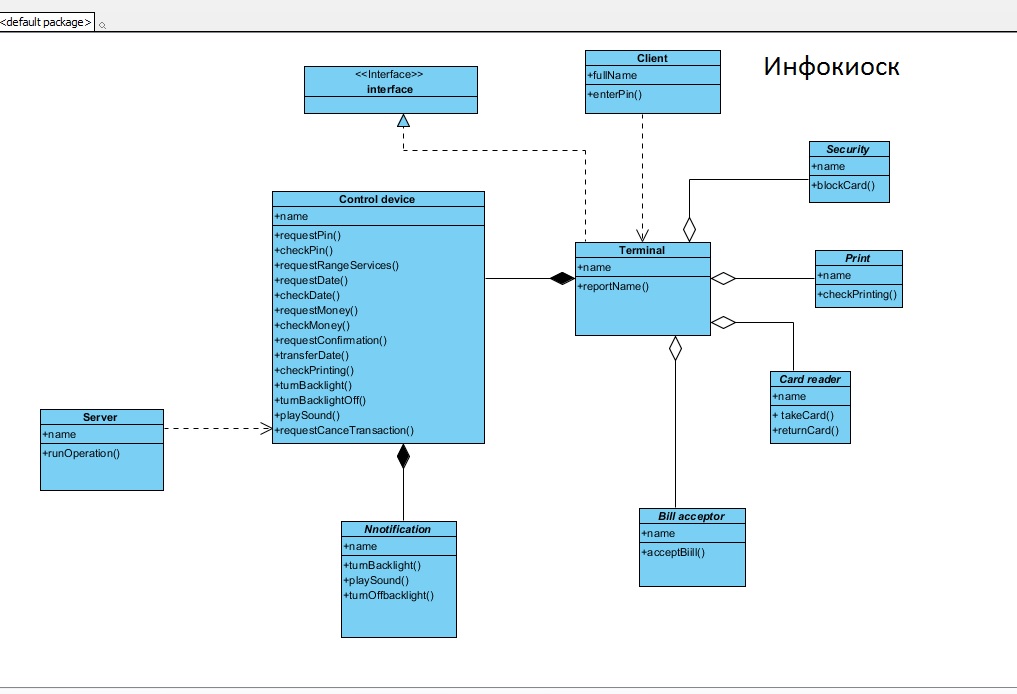 <default package>
Инфокиоск
<<Interface>>
interface
Client
+fullName
+enterPin()
Security
+name
+blockCard()
Control device
+name
+requestPin()
+checkPin()
+requestRangeServices()
+requestDate()
+checkDate()
+requestMoney()
+checkMoney()
+requestConfirmation()
+transferDate()
+checkPrinting()
+turnBacklight()
+turnBacklightOff()
+playSound()
+requestCanceTransaction()
Terminal
+name
+reportName()
Print
+name
+checkPrinting()
Card reader
+name
+ takeCard()
+returnCard()
Server
+name
+runOperation()
Nnotification
+name
+turnBacklight()
+playSound()
+turnOffbacklight()
Bill acceptor
+name
+acceptBiill()